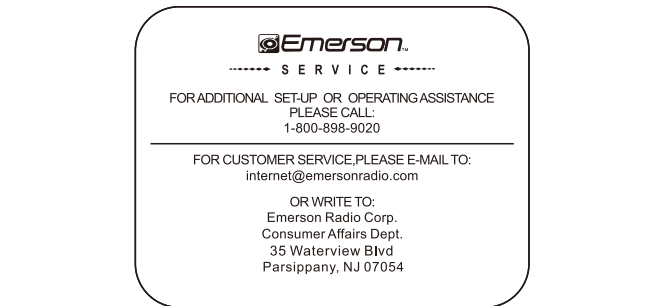 Emerson TM
SERVICE
FOR ADDITIONAL SET-UP OR OPERATING ASSISTANCE
PLEASE CALL:
1-800-898-9020
FOR CUSTOMER SERVICE,PLEASE E-MAIL TO:
internet@emersonradio.com
OR WRITE TO:
Emerson Radio Corp.
Consumer Affairs Dept.
35 Waterview Blvd
Parsippany, NJ 07054